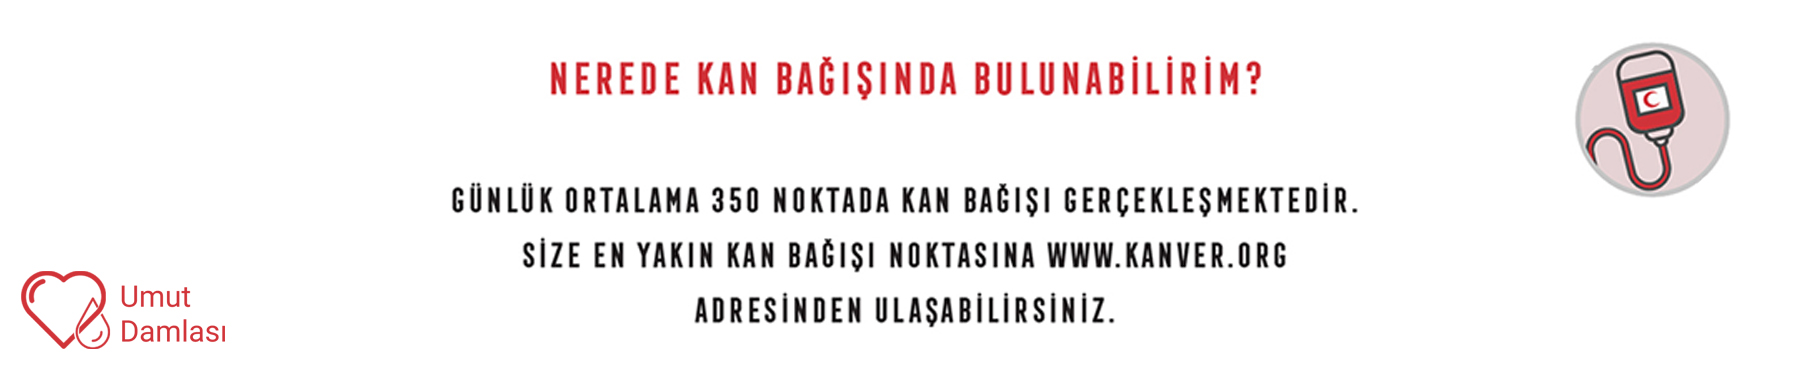 NEREDE KAN BAĞIŞINDA BULUNABİLİRİM?
GÜNLÜK ORTALAMA 350 NOKTADA KAN BAĞIŞI GERÇEKLEŞMEKTEDİR.
SİZE EN YAKIN KAN BAĞIŞI NOKTASINA WWW.KANVER.ORG
ADRESİNDEN ULAŞABİLİRSİNİZ.
Umut
Damlası